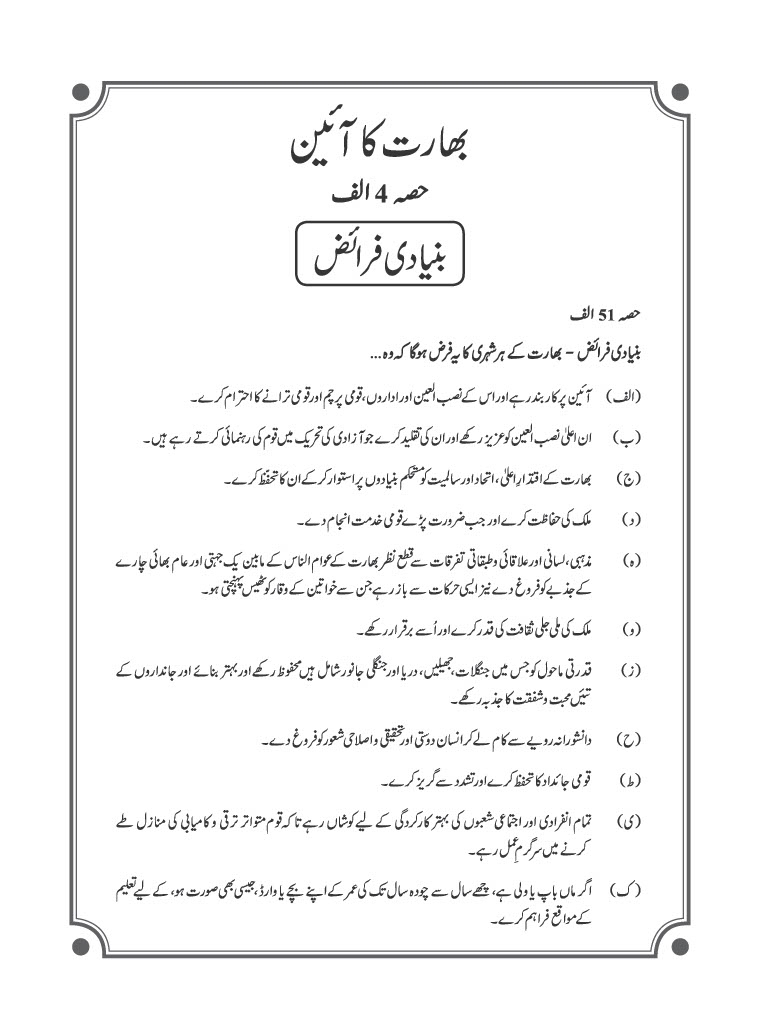 بھارت کا آئین
حصہ 4 الف
بنیادی فرائض
حصہ 51 الف
بنیادی فرائض – بھارت کے ہر شہری کا یہ فرض ہوگا کہ وہ ...
(الف) آئین پر کاربند رہے اور اس کے نصب العین اور اداروں، قومی پرچم اور قومی ترانے کا احترام کرے۔
(ب) ان اعلیٰ نصب العین کو عزیز رکھے اور ان کی تقلید کرے جو آزادی کی تحریک میں قوم کی رہنمائی کرتے رہے ہیں۔
(ج) بھارت کے اقتدارِ اعلیٰ، اتحاد اور سالمیت کو مستحکم بنیادوں پر استوار کرکے ان کا تحفظ کرے۔
(د) ملک کی حفاظت کرے اور جب ضرورت پڑے قومی خدمت انجام دے۔
(ہ) مذہبی، لسانی اور علاقائی و طبقاتی تفرقات سے قطع نظر بھارت کے عوام الناس کے مابین یک جہتی اور عام بھائی چارے
کے جذبے کو فروغ دے نیز ایسی حرکات سے باز رہے جن سے خواتین کے وقار کو ٹھیس پہنچتی ہو۔
(و) ملک کی ملی جلی ثقافت کی قدر کرے اور اُسے برقرار رکھے۔
(ز) قدرتی ماحول کو جس میں جنگلات، جھیلیں، دریا اور جنگلی جانور شامل ہیں محفوظ رکھے اور بہتر بنائے اور جانداروں کے
تئیں محبت و شفقت کا جذبہ رکھے۔
(ح) دانشورانہ رویے سے کام لے کر انسان دوستی اور تحقیقی و اصلاحی شعور کو فروغ دے۔
(ط) قومی جائداد کا تحفظ کرے اور تشدد سے گریز کرے۔
(ی) تمام انفرادی اور اجتماعی شعبوں کی بہتر کارکردگی کے لیے کوشاں رہے تاکہ قوم متواتر ترقی و کامیابی کی منازل طے
کرنے میں سرگرمِ عمل رہے۔
(ک) اگر ماں باپ یا ولی ہے، چھے سال سے چودہ سال تک کی عمر کے اپنے بچے یا وارڈ، جیسی بھی صورت ہو، کے لیے تعلیم
کے مواقع فراہم کرے۔